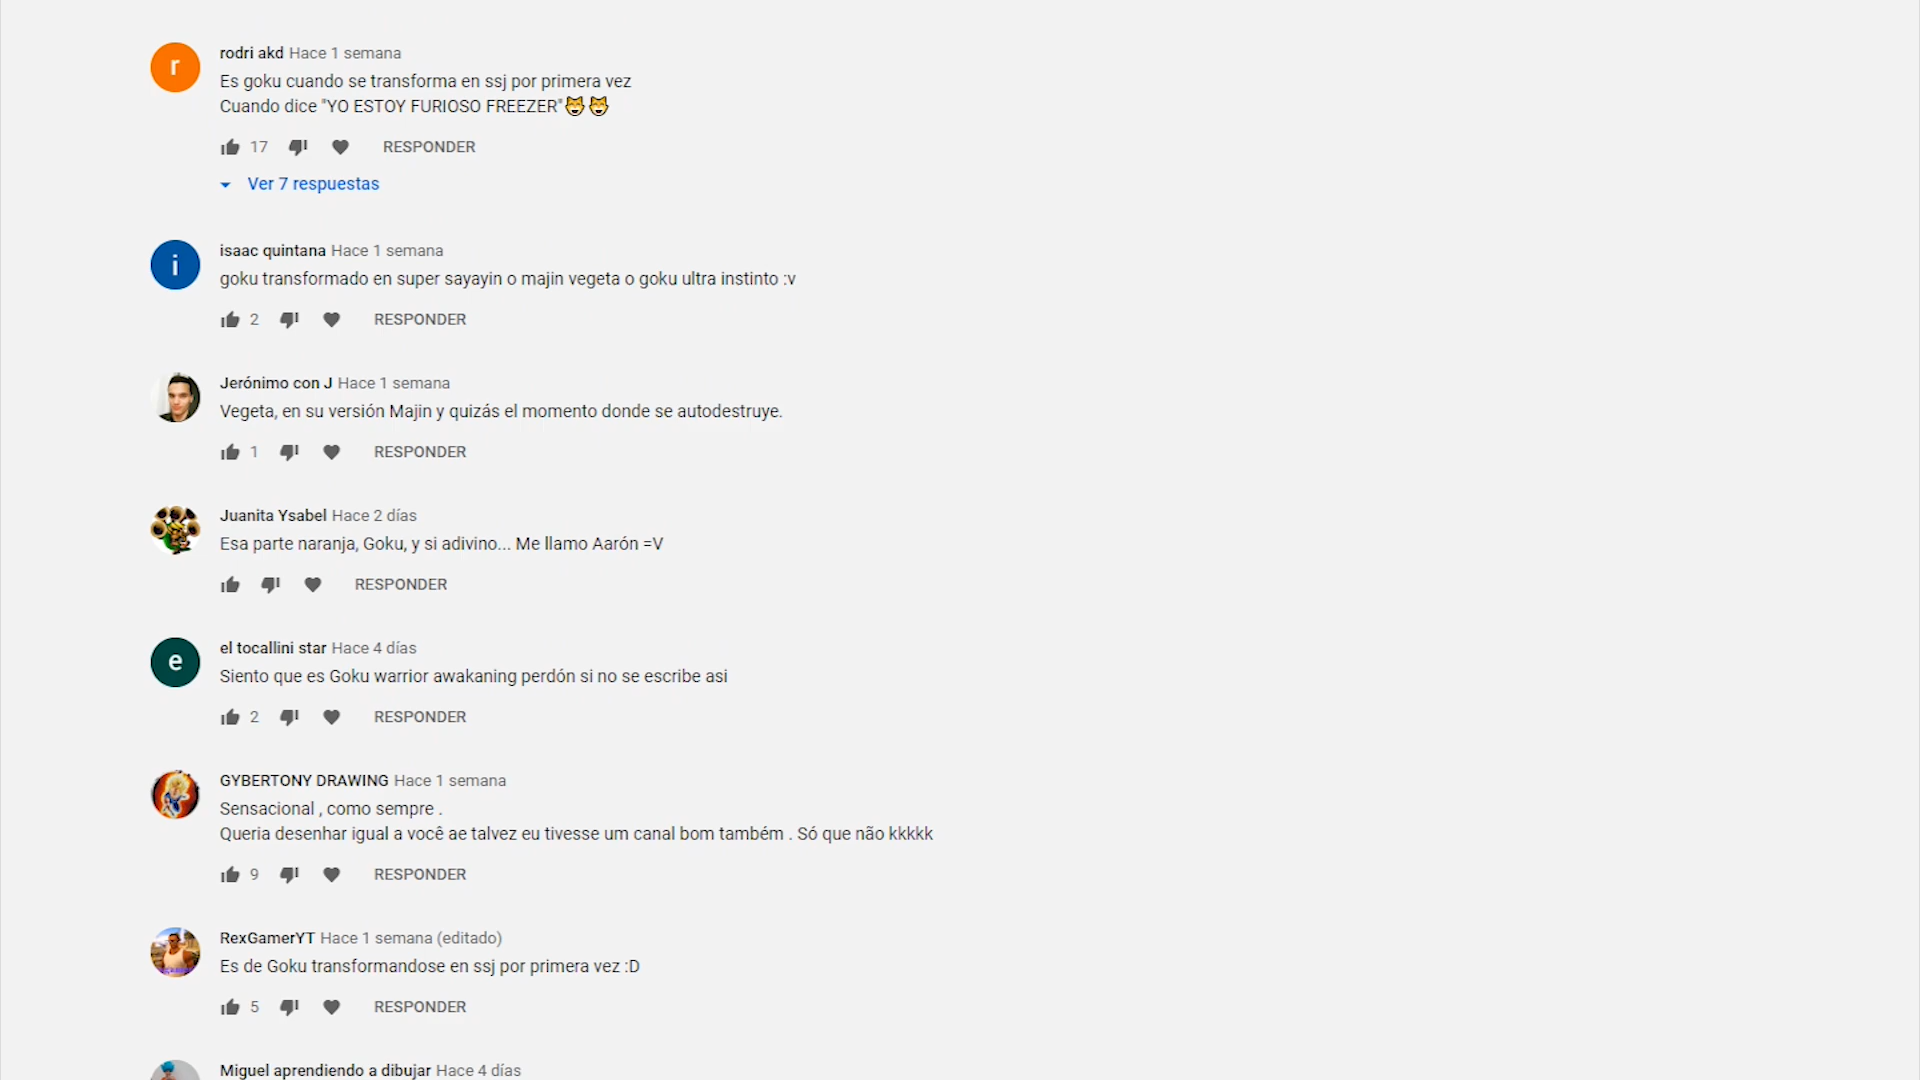 r
rodri akd Hace 1 semana
Es goku cuando se transforma en ssj por primera vez
Cuando dice "YO ESTOY FURIOSO FREEZER"😸😸
17 RESPONDER
Ver 7 respuestas
i
isaac quintana Hace 1 semana
goku transformado en super sayayin o majin vegeta o goku ultra instinto :v
2 RESPONDER
Jerónimo con J Hace 1 semana
Vegeta, en su versión Majin y quizás el momento donde se autodestruye.
1 RESPONDER
Juanita Ysabel Hace 2 días
Esa parte naranja, Goku, y si adivino... Me llamo Aarón =V
RESPONDER
e
el tocallini star Hace 4 días
Siento que es Goku warrior awakaning perdón si no se escribe asi
2 RESPONDER
GYBERTONY DRAWING Hace 1 semana
Sensacional , como sempre .
Queria desenhar igual a você ae talvez eu tivesse um canal bom também . Só que não kkkkk
9 RESPONDER
RexGamerYT Hace 1 semana (editado)
Es de Goku transformandose en ssj por primera vez :D
5 RESPONDER
Miguel aprendiendo a dibujar Hace 4 días